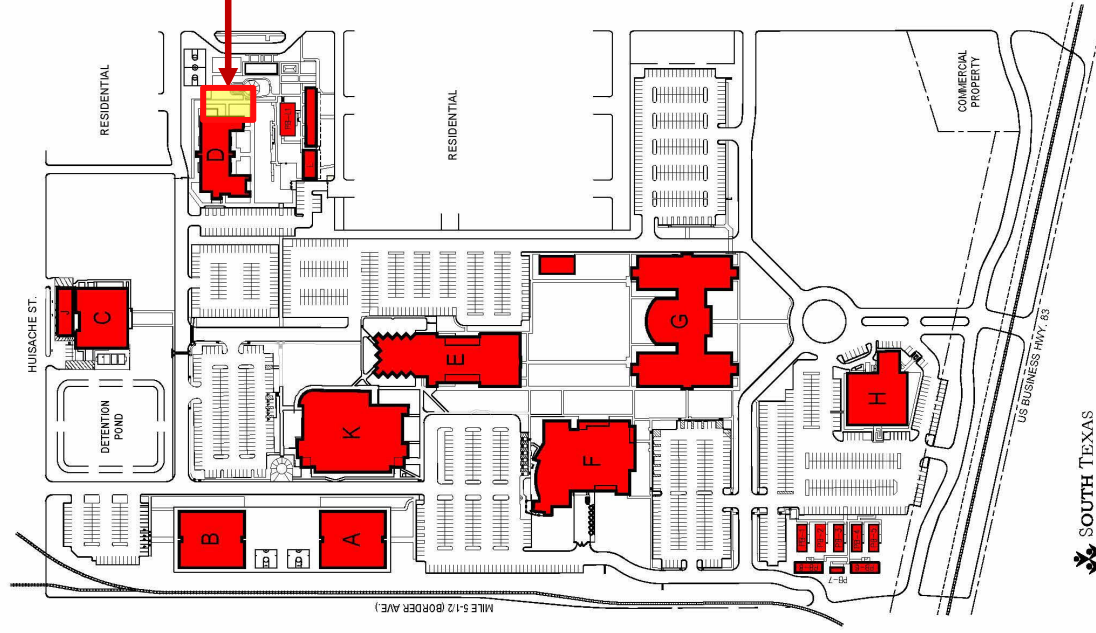 RESIDENTIAL
RESIDENTIAL
COMMERCIAL
PROPERTY
D
HUISACHE ST.
J
C
DETENTION
POND
E
G
K
H
F
B
A
US BUSINESS HWY. 83
PB-7
MILE 5-1/2 (BORDER AVE.)
SOUTH TEXAS